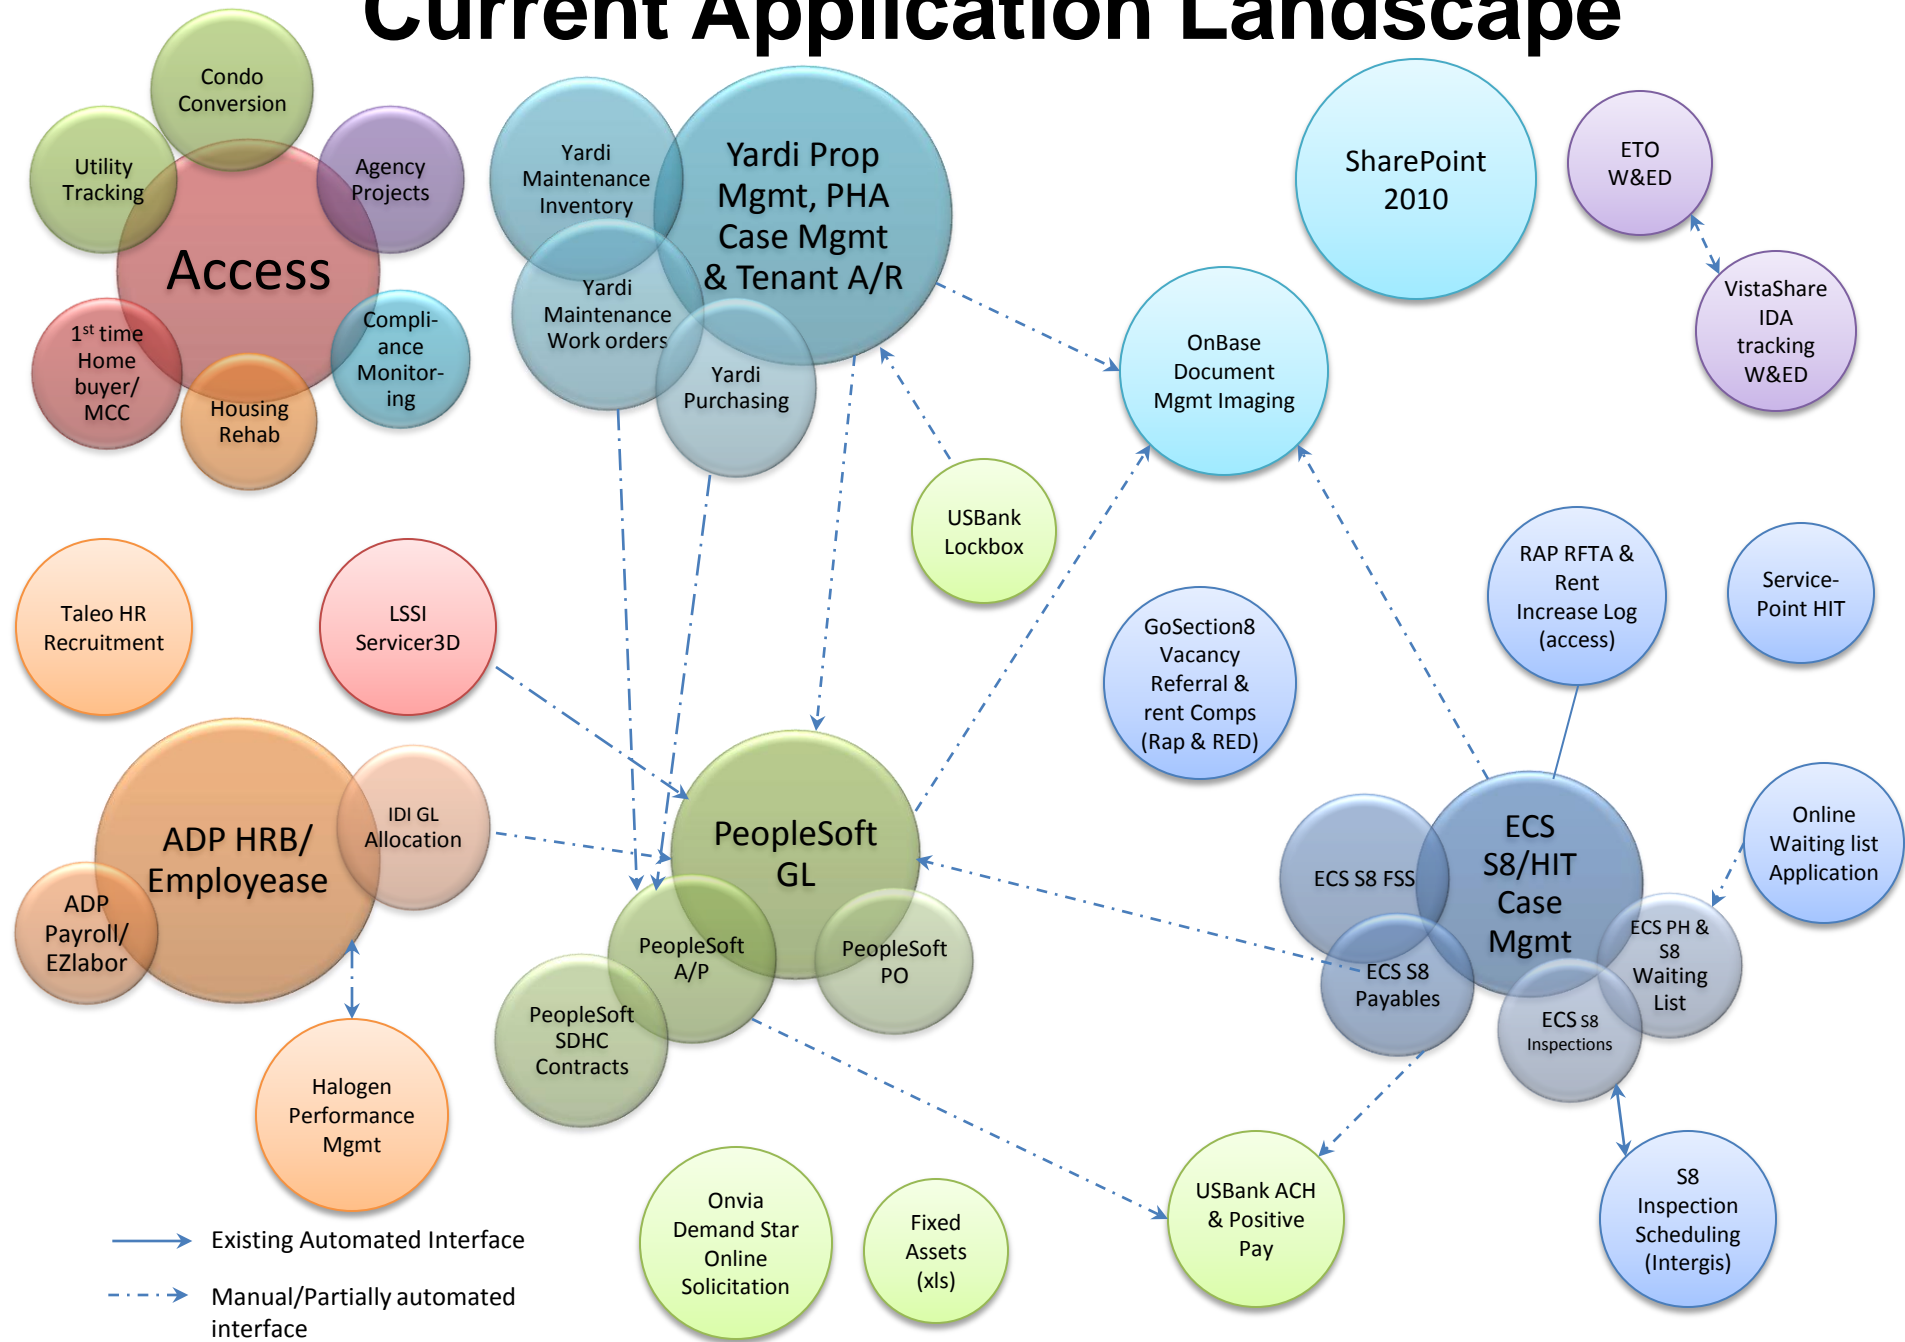 Current Application Landscape
Condo
Conversion
Utility
Tracking
Agency
Projects
Access
1st time
Home
buyer/
MCC
Compli-
ance
Monitor-
ing
Housing
Rehab
Yardi
Maintenance
Inventory
Yardi Prop
Mgmt, PHA
Case Mgmt
& Tenant A/R
Yardi
Maintenance
Work orders
Yardi
Purchasing
SharePoint
2010
ETO
W&ED
VistaShare
IDA
tracking
W&ED
OnBase
Document
Mgmt Imaging
USBank
Lockbox
Taleo HR
Recruitment
LSSI
Servicer3D
GoSection8
Vacancy
Referral &
rent Comps
(Rap & RED)
RAP RFTA &
Rent
Increase Log
(access)
Service-
Point HIT
ADP HRB/
Employease
IDI GL
Allocation
ADP
Payroll/
EZlabor
PeopleSoft
GL
PeopleSoft
A/P
PeopleSoft
PO
PeopleSoft
SDHC
Contracts
ECS
S8/HIT
Case
Mgmt
ECS S8 FSS
ECS S8
Payables
ECS PH &
S8
Waiting
List
ECS S8
Inspections
Online
Waiting list
Application
Halogen
Performance
Mgmt
Onvia
Demand Star
Online
Solicitation
Fixed
Assets
(xls)
USBank ACH
& Positive
Pay
S8
Inspection
Scheduling
(Intergis)
Existing Automated Interface
Manual/Partially automated
interface